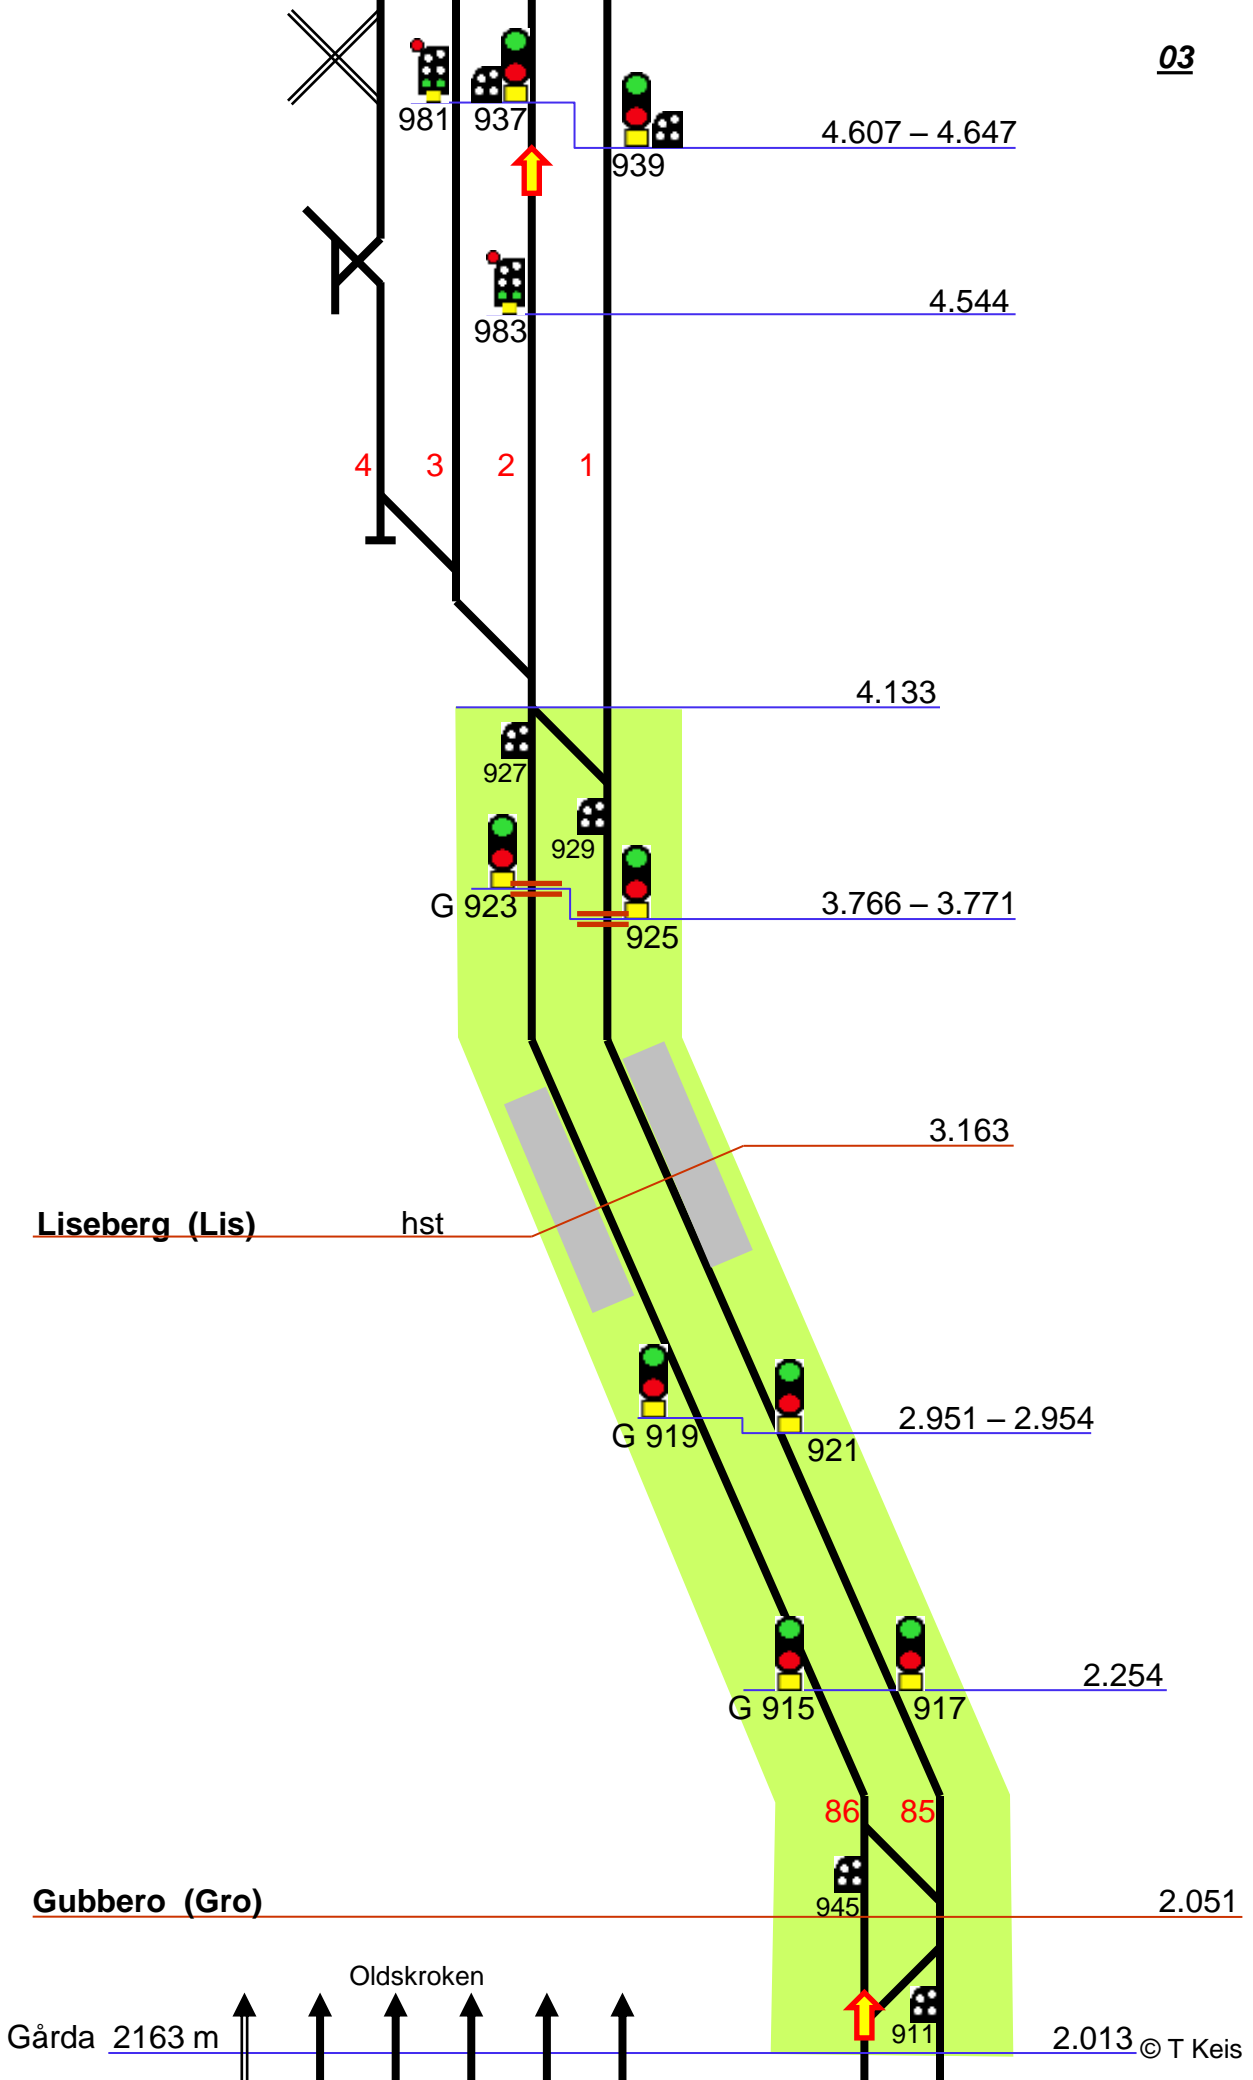 03
981 937
939
4.607 – 4.647
983
4.544
4 3 2 1
4.133
927
929
G 923
925
3.766 – 3.771
3.163
Liseberg (Lis) hst
G 919
921
2.951 – 2.954
G 915 917
2.254
86 85
945
Gubbero (Gro)
2.051
Oldskroken
Gårda 2163 m
911
2.013
© T Keis